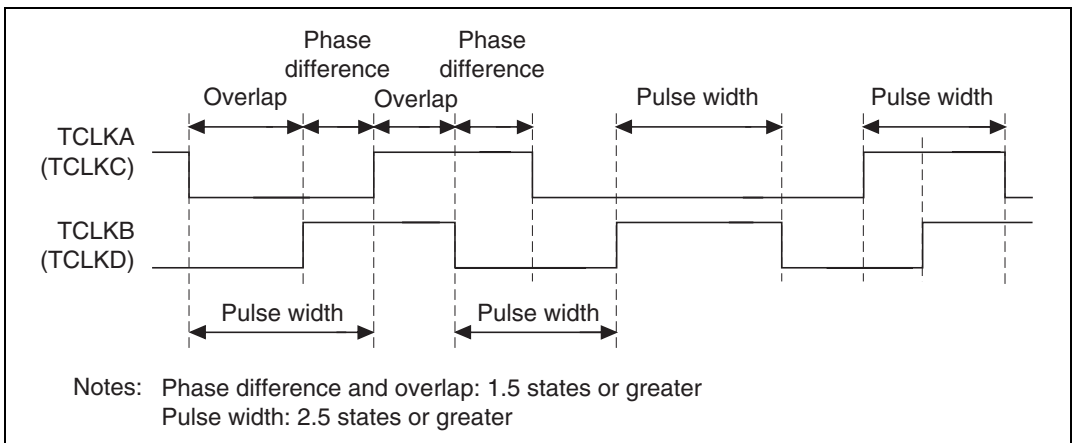 Phase
difference
Phase
difference
Overlap
Overlap
Pulse width
Pulse width
TCLKA
(TCLKC)
TCLKB
(TCLKD)
Pulse width
Pulse width
Notes: Phase difference and overlap: 1.5 states or greater
Pulse width: 2.5 states or greater